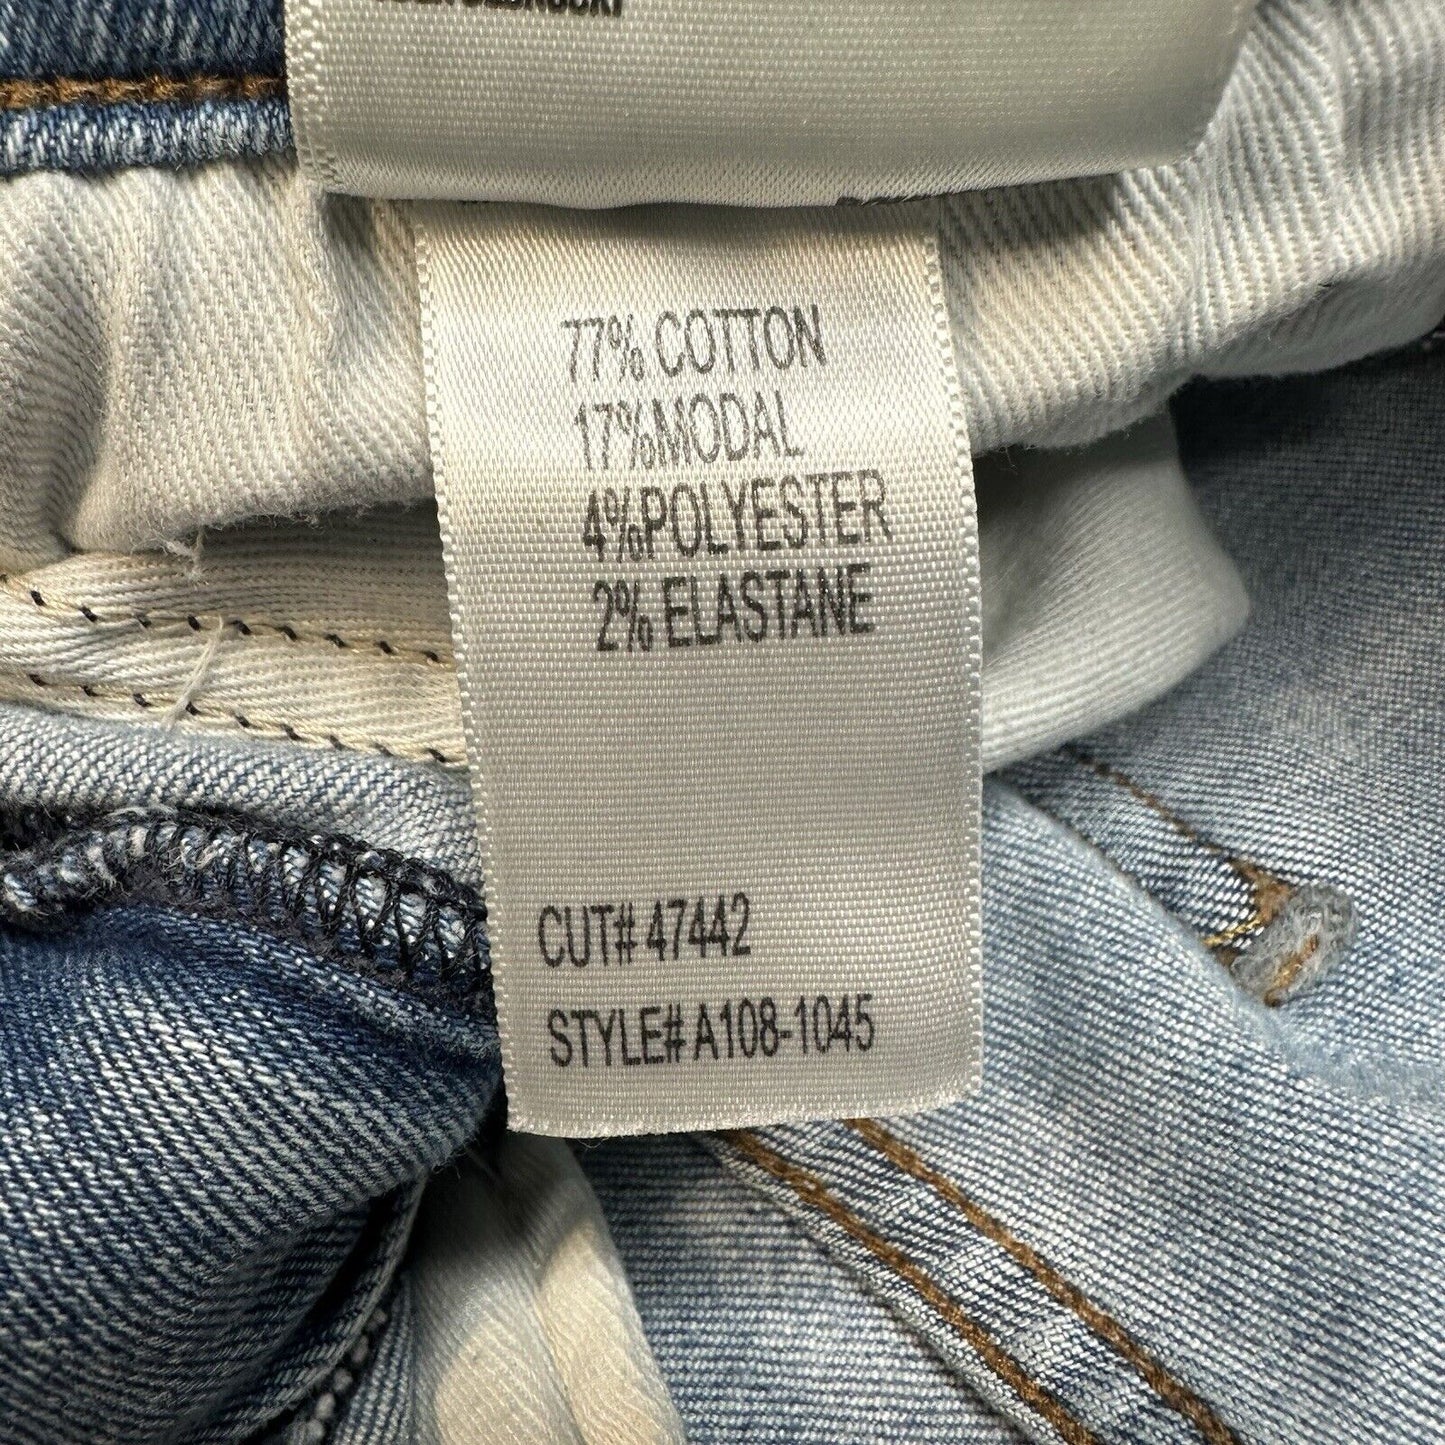 77% COTTON
17%MODAL
4%POLYESTER
2% ELASTANE
CUT# 47442
STYLE# A108-1045